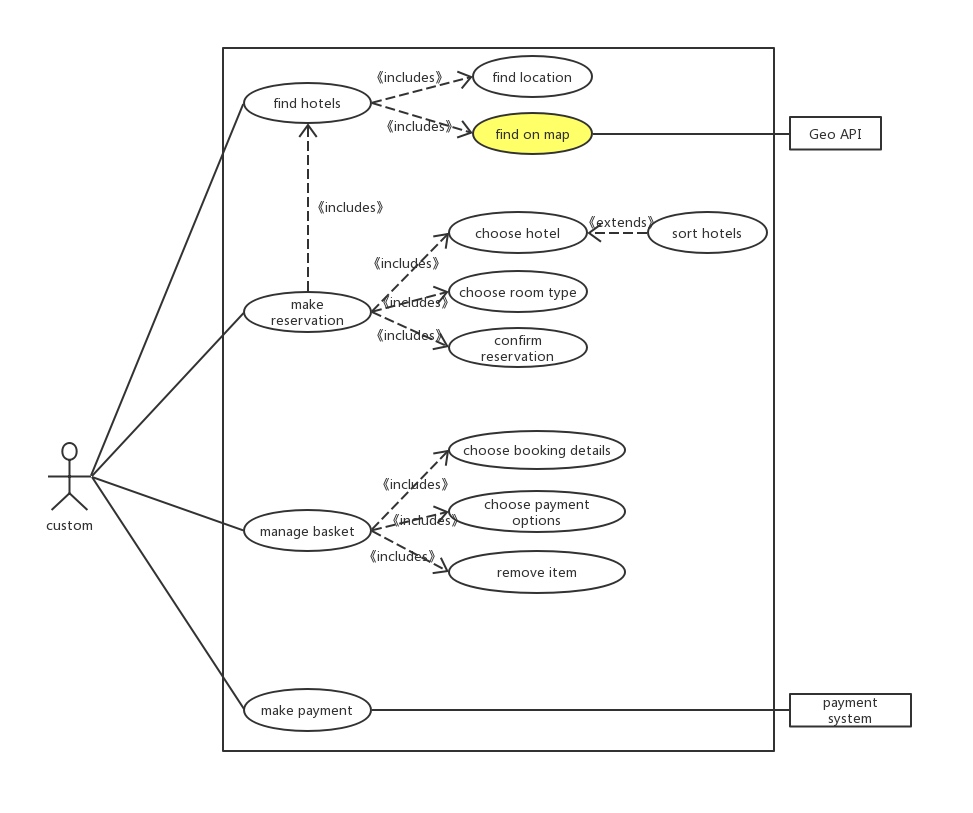 find hotels
《includes》
find location
《includes》
find on map
Geo API
《includes》
choose hotel
《extends》
sort hotels
《includes》
choose room type
《includes》
make
reservation
《includes》
confirm
reservation
choose booking details
《includes》
choose payment
options
《includes》
custom
manage basket
《includes》
remove item
make payment
payment
system